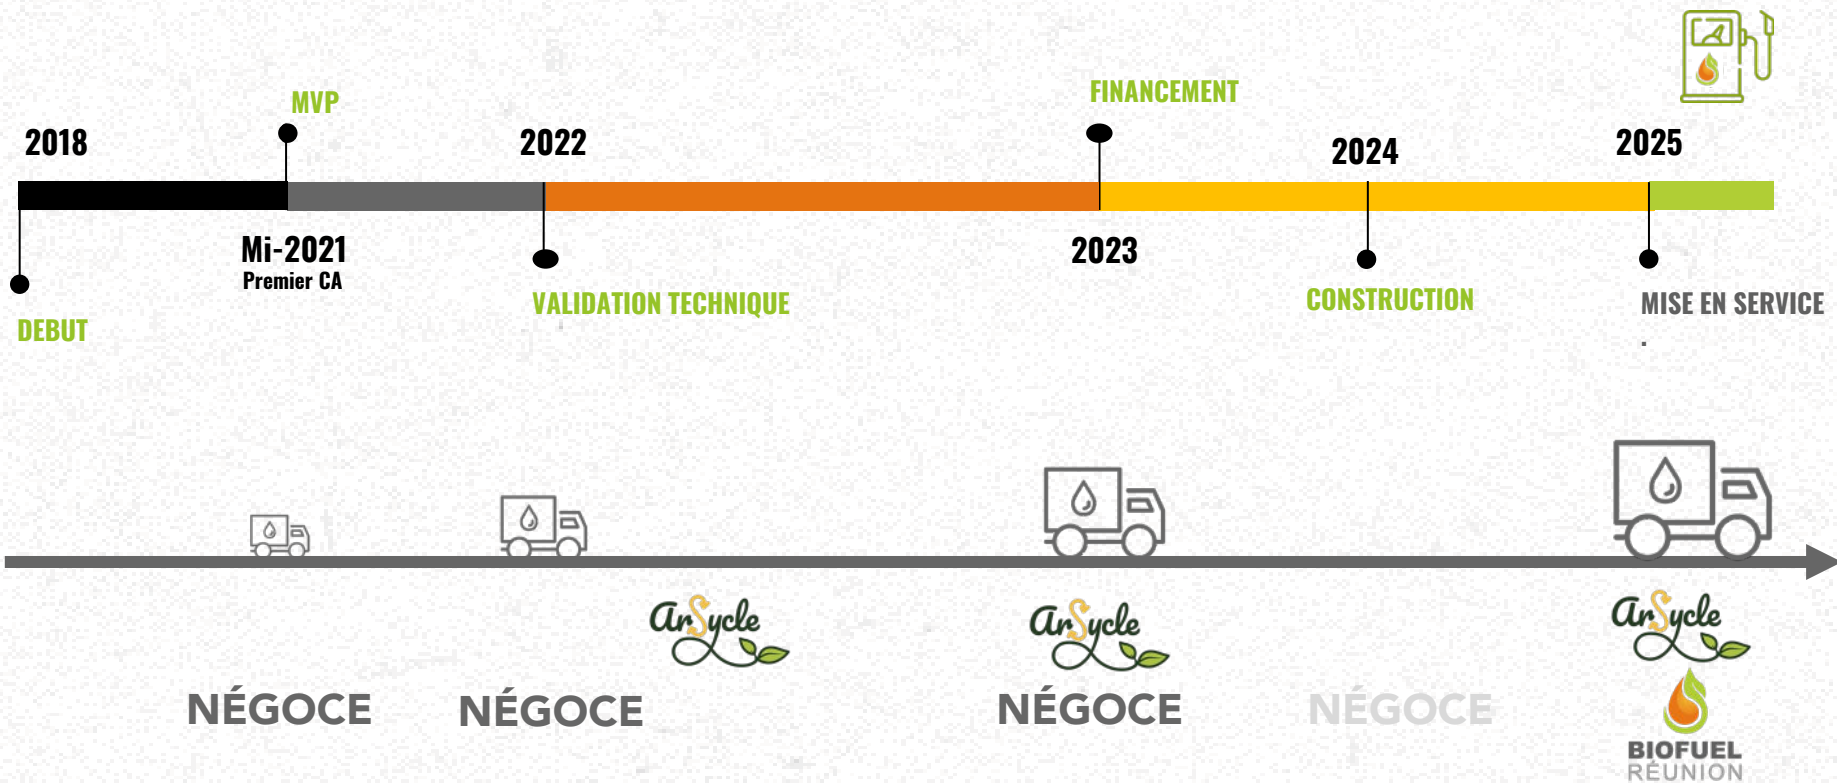 MVP
FINANCEMENT
2018
2022
2024
2025
Mi-2021
Premier CA
2023
DEBUT
VALIDATION TECHNIQUE
CONSTRUCTION
MISE EN SERVICE
.
ArSycle
ArSycle
ArSycle
NÉGOCE
NÉGOCE
NÉGOCE
NÉGOCE
BIOFUEL
RÉUNION